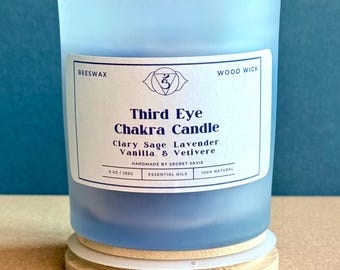 BEESWAX
WOOD WICK
Third Eye
Chakra Candle
Clary Sage Lavender
Vanilla & Vetivere
HANDMADE BY SECRET SAVIE
9 OZ / 255G
ESSENTIAL OILS
100% NATURAL